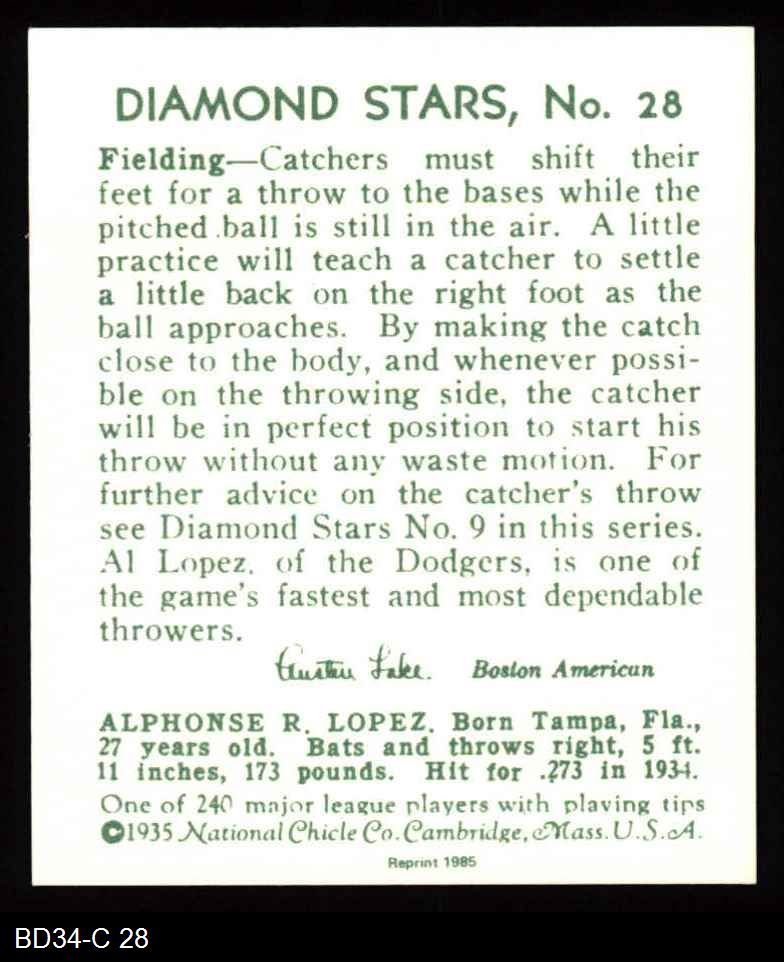 DIAMOND STARS, No. 28
Fielding—Catchers must shift their
feet for a throw to the bases while the
pitched ball is still in the air. A little
practice will teach a catcher to settle
a little back on the right foot as the
ball approaches. By making the catch
close to the body, and whenever possi-
ble on the throwing side, the catcher
will be in perfect position to start his
throw without any waste motion. For
further advice on the catcher's throw
see Diamond Stars No. 9 in this series.
Al Lopez, of the Dodgers, is one of
the game's fastest and most dependable
throwers.
Austen Lake. Boston American
ALPHONSE R. LOPEZ. Born Tampa, Fla.,
27 years old. Bats and throws right, 5 ft.
11 inches, 173 pounds. Hit for .273 in 1934.
One of 240 major league players with playing tips
©1935 National Chicle Co. Cambridge, Mass. U.S.A.
Reprint 1985
BD34-C 28